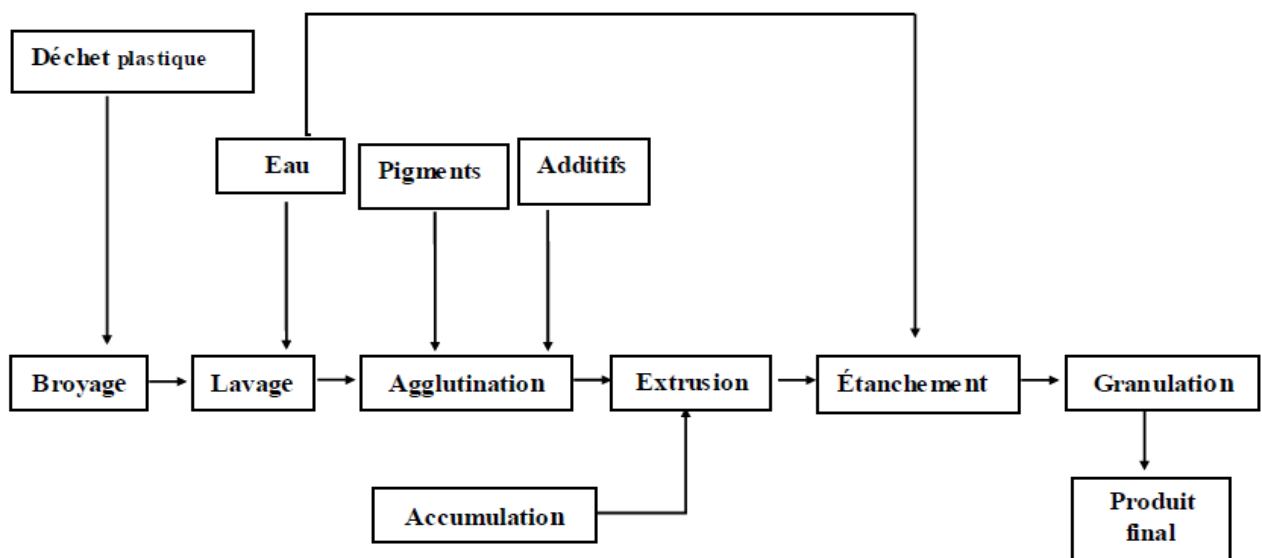 Déchet plastique
Eau
Pigments
Additifs
Broyage
Lavage
Agglutination
Extrusion
Étanchement
Granulation
Accumulation
Produit
final